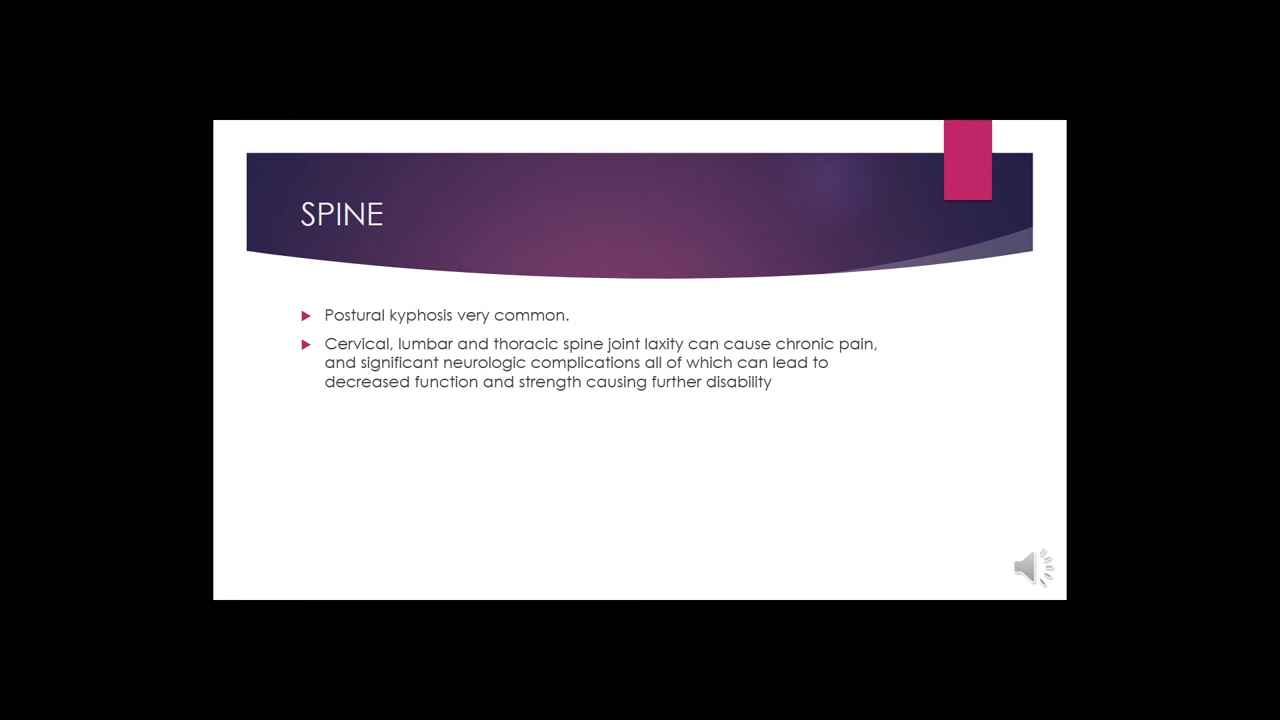 SPINE
Postural kyphosis very common.
Cervical, lumbar and thoracic spine joint laxity can cause chronic pain,
and significant neurologic complications all of which can lead to
decreased function and strength causing further disability